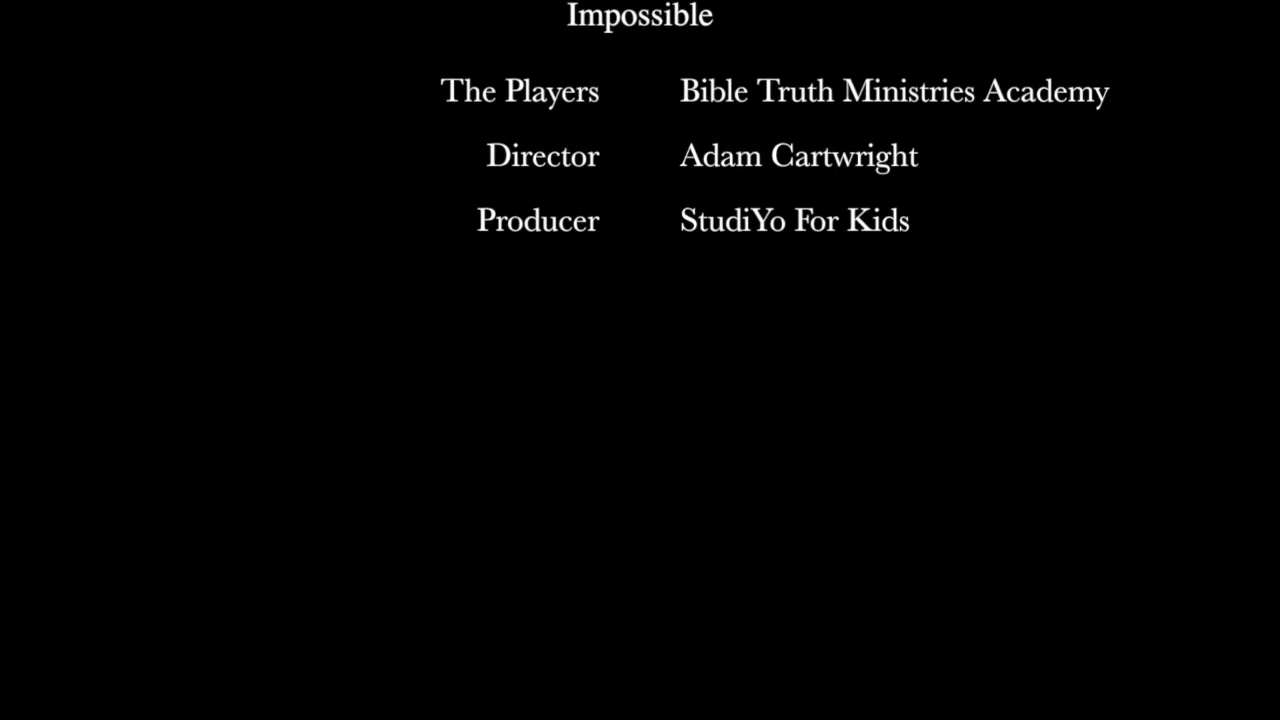 Impossible
The Players Bible Truth Ministries Academy
Director Adam Cartwright
Producer StudiYo For Kids